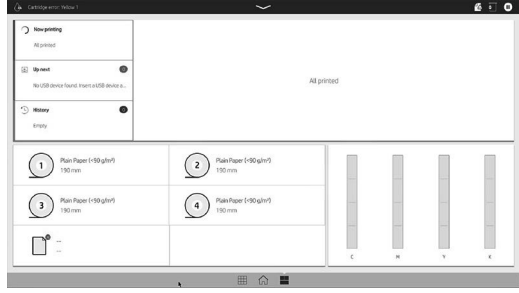 Cartridge error: Yellow 1
Now printing
All printed
Up next
No USB device found. Insert a USB device a...
History
Empty
All printed
1
Plain Paper (<90 g/m²)
190 mm
2
Plain Paper (<90 g/m²)
190 mm
3
Plain Paper (<90 g/m²)
190 mm
4
Plain Paper (<90 g/m²)
190 mm
--
--
C M Y K